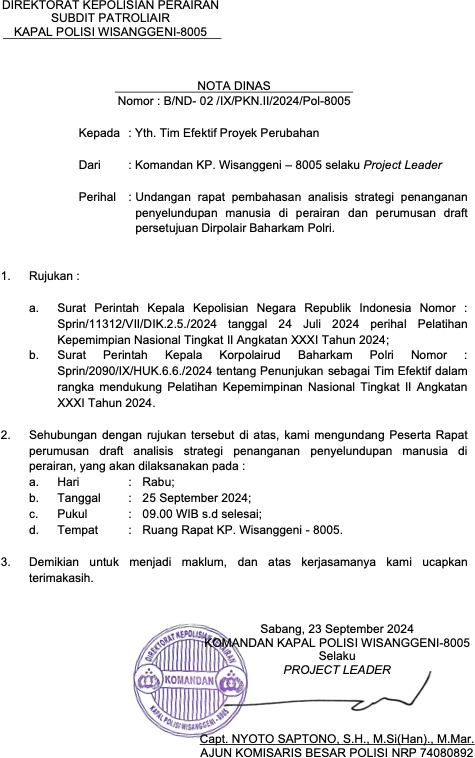 DIREKTORAT KEPOLISIAN PERAIRAN
SUBDIT PATROLIAIR
KAPAL POLISI WISANGGENI-8005
NOTA DINAS
Nomor : B/ND- 02 /IX/PKN.II/2024/Pol-8005
Kepada : Yth. Tim Efektif Proyek Perubahan
Dari : Komandan KP. Wisanggeni – 8005 selaku Project Leader
Perihal : Undangan rapat pembahasan analisis strategi penanganan
penyelundupan manusia di perairan dan perumusan draft
persetujuan Dirpolair Baharkam Polri.
1. Rujukan :
a. Surat Perintah Kepala Kepolisian Negara Republik Indonesia Nomor :
Sprin/11312/VII/DIK.2.5./2024 tanggal 24 Juli 2024 perihal Pelatihan
Kepemimpian Nasional Tingkat II Angkatan XXXI Tahun 2024;
b. Surat Perintah Kepala Korpolairud Baharkam Polri Nomor :
Sprin/2090/IX/HUK.6.6./2024 tentang Penunjukan sebagai Tim Efektif dalam
rangka mendukung Pelatihan Kepemimpinan Nasional Tingkat II Angkatan
XXXI Tahun 2024.
2. Sehubungan dengan rujukan tersebut di atas, kami mengundang Peserta Rapat
perumusan draft analisis strategi penanganan penyelundupan manusia di
perairan, yang akan dilaksanakan pada :
a. Hari : Rabu;
b. Tanggal : 25 September 2024;
c. Pukul : 09.00 WIB s.d selesai;
d. Tempat : Ruang Rapat KP. Wisanggeni - 8005.
3. Demikian untuk menjadi maklum, dan atas kerjasamanya kami ucapkan
terimakasih.
Sabang, 23 September 2024
KOMANDAN KAPAL POLISI WISANGGENI-8005
Selaku
PROJECT LEADER
DIREKTORAT KEPOLISIAN PERAIRAN
KOMANDAN
KAPAL POLISI WISANGGENI - 8005
Capt. NYOTO SAPTONO, S.H., M.Si(Han)., M.Mar.
AJUN KOMISARIS BESAR POLISI NRP 74080892